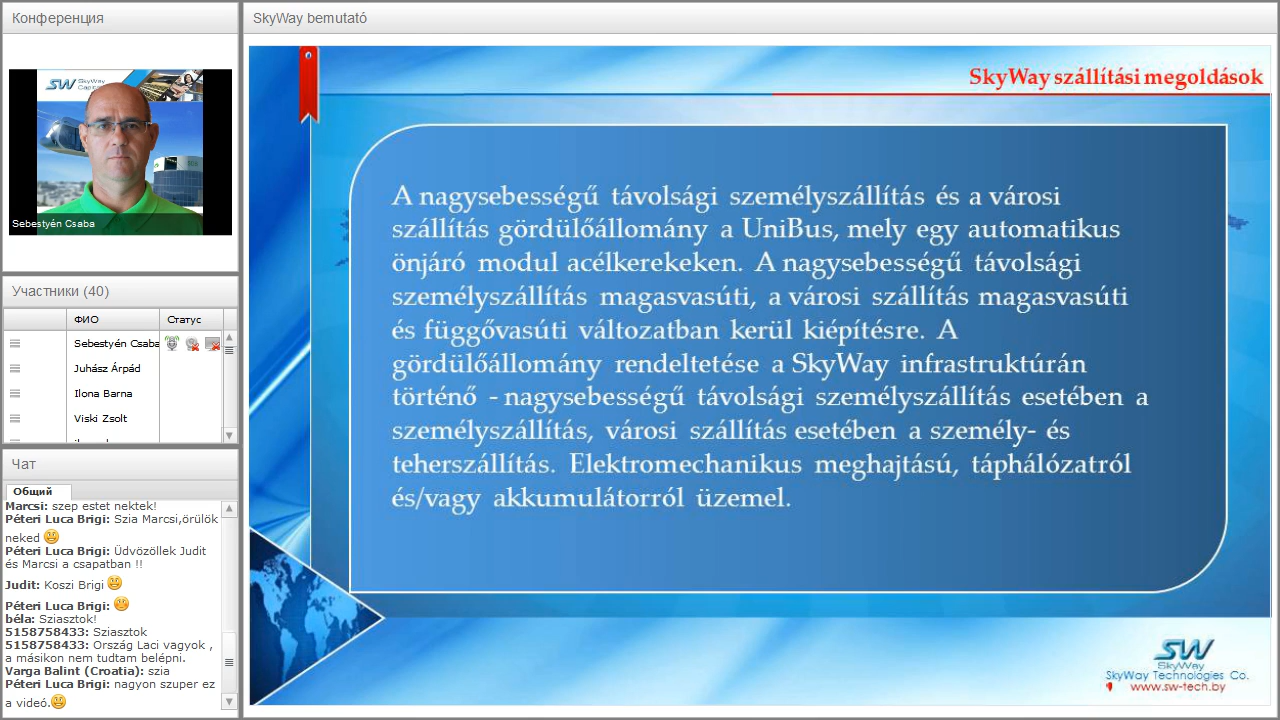 Конференция
SW SkyWay
Sebestyén Csaba
Участники (40)
ФИО Статус
Sebestyén Csaba
Juhász Árpád
Ilona Barna
Viski Zsolt
Чат
Общий
Marcsi: szep estet nektek!
Péteri Luca Brigi: Szia Marcsi,örülök
neked
Péteri Luca Brigi: Üdvözöllek Judit
és Marcsi a csapatban !!
Judit: Koszi Brigi
Péteri Luca Brigi:
béla: Sziasztok!
5158758433: Sziasztok
5158758433: Ország Laci vagyok ,
a másikon nem tudtam belépni.
Varga Balint (Croatia): szia
Péteri Luca Brigi: nagyon szuper ez
a videó.
SkyWay bemutató
SkyWay szállítási megoldások
A nagysebességű távolsági személyszállítás és a városi
szállítás gördülőállomány a UniBus, mely egy automatikus
önjáró modul acélkerekeken. A nagysebességű távolsági
személyszállítás magasvasúti, a városi szállítás magasvasúti
és függővasúti változatban kerül kiépítésre. A
gördülőállomány rendeltetése a SkyWay infrastruktúrán
történő - nagysebességű távolsági személyszállítás esetében a
személyszállítás, városi szállítás esetében a személy- és
teherszállítás. Elektromechanikus meghajtású, táphálózatról
és/vagy akkumulátorról üzemel.
SW
SkyWay
SkyWay Technologies Co.
www.sw-tech.by